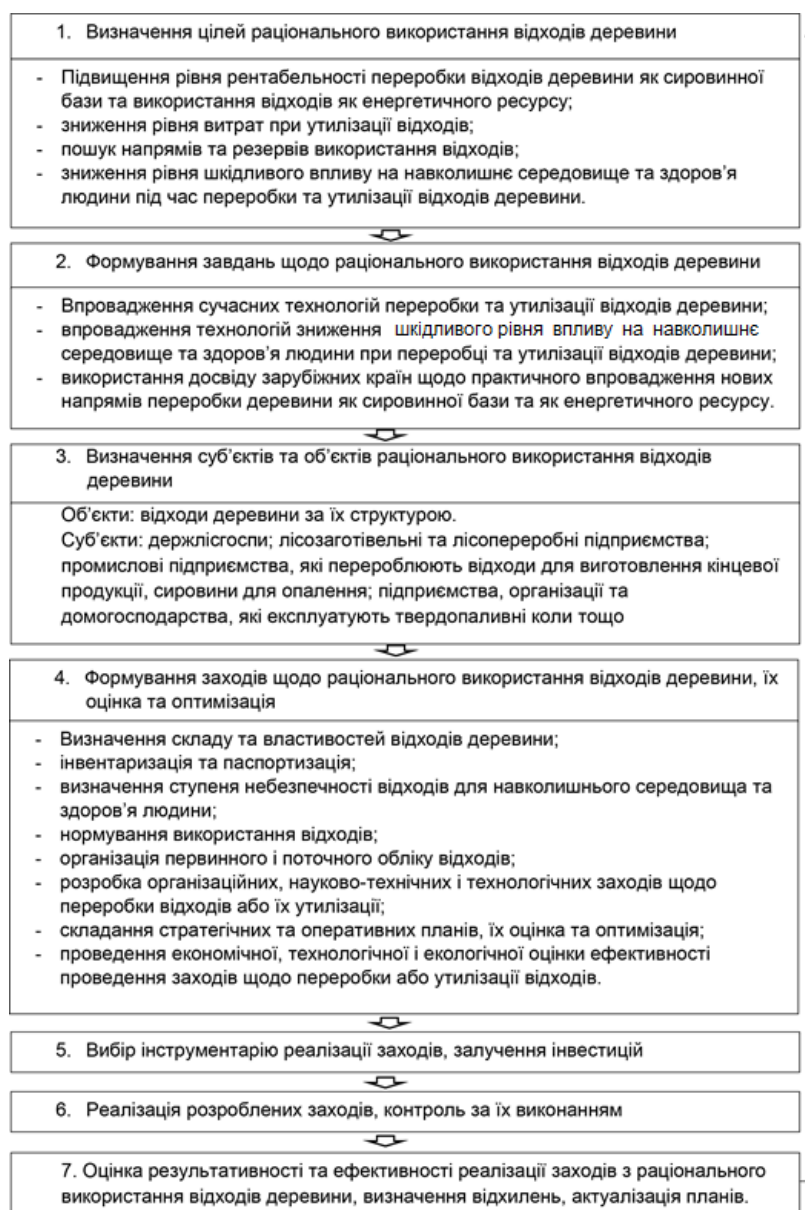 1. Визначення цілей раціонального використання відходів деревини
- Підвищення рівня рентабельності переробки відходів деревини як сировинної
бази та використання відходів як енергетичного ресурсу;
- зниження рівня витрат при утилізації відходів;
- пошук напрямів та резервів використання відходів;
- зниження рівня шкідливого впливу на навколишнє середовище та здоров’я
людини під час переробки та утилізації відходів деревини.
2. Формування завдань щодо раціонального використання відходів деревини
- Впровадження сучасних технологій переробки та утилізації відходів деревини;
- впровадження технологій зниження шкідливого рівня впливу на навколишнє
середовище та здоров’я людини при переробці та утилізації відходів деревини;
- використання досвіду зарубіжних країн щодо практичного впровадження нових
напрямів переробки деревини як сировинної бази та як енергетичного ресурсу.
3. Визначення суб’єктів та об’єктів раціонального використання відходів
деревини
Об’єкти: відходи деревини за їх структурою.
Суб’єкти: держлісгоспи; лісозаготівельні та лісопереробні підприємства;
промислові підприємства, які переробляють відходи для виготовлення кінцевої
продукції, сировини для опалення; підприємства, організації та
домогосподарства, які експлуатують твердопаливні коли тощо
4. Формування заходів щодо раціонального використання відходів деревини, їх
оцінка та оптимізація
- Визначення складу та властивостей відходів деревини;
- інвентаризація та паспортизація;
- визначення ступеня небезпечності відходів для навколишнього середовища та
здоров’я людини;
- нормування використання відходів;
- організація первинного і поточного обліку відходів;
- розробка організаційних, науково-технічних і технологічних заходів щодо
переробки відходів або їх утилізації;
- складання стратегічних та оперативних планів, їх оцінка та оптимізація;
- проведення економічної, технологічної і екологічної оцінки ефективності
проведення заходів щодо переробки або утилізації відходів.
5. Вибір інструментарію реалізації заходів, залучення інвестицій
6. Реалізація розроблених заходів, контроль за їх виконанням
7. Оцінка результативності та ефективності реалізації заходів з раціонального
використання відходів деревини, визначення відхилень, актуалізація планів.